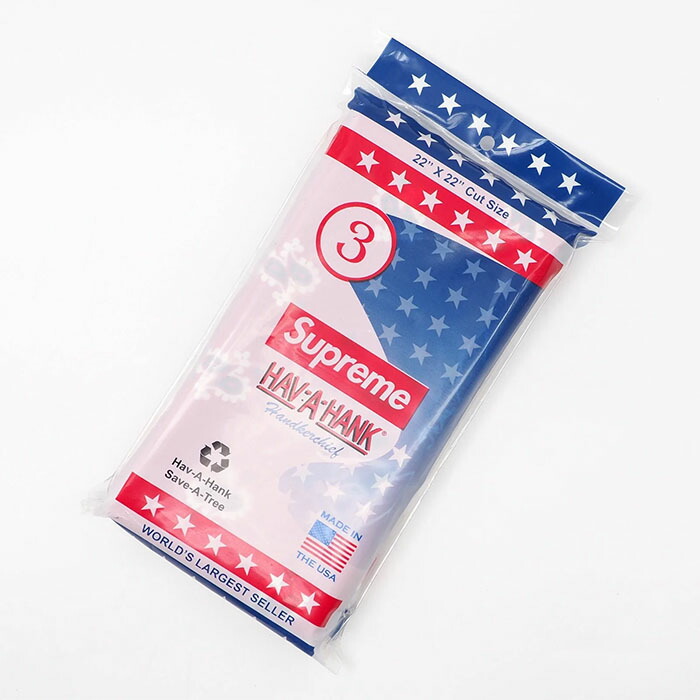 22" X 22" Cut Size
3
Supreme
HAV-A-HANK®
Handkerchief
Hav-A-Hank
Save-A-Tree
MADE IN
THE USA
WORLD'S LARGEST SELLER